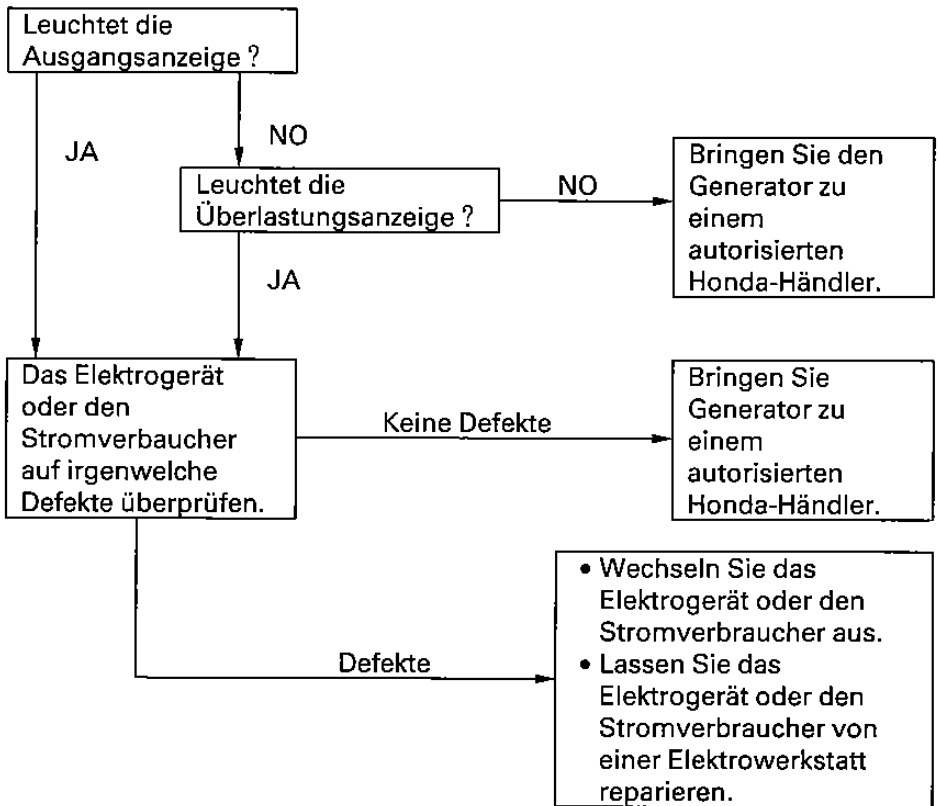 Leuchtet die
Ausgangsanzeige ?
JA
NO
Leuchtet die
Überlastungsanzeige ?
NO
Bringen Sie den
Generator zu
einem
autorisierten
Honda-Händler.
JA
Das Elektrogerät
oder den
Stromverbaucher
auf irgenwelche
Defekte überprüfen.
Keine Defekte
Bringen Sie
Generator zu
einem
autorisierten
Honda-Händler.
Defekte
• Wechseln Sie das
Elektrogerät oder den
Stromverbraucher aus.
• Lassen Sie das
Elektrogerät oder den
Stromverbraucher von
einer Elektrowerkstatt
reparieren.